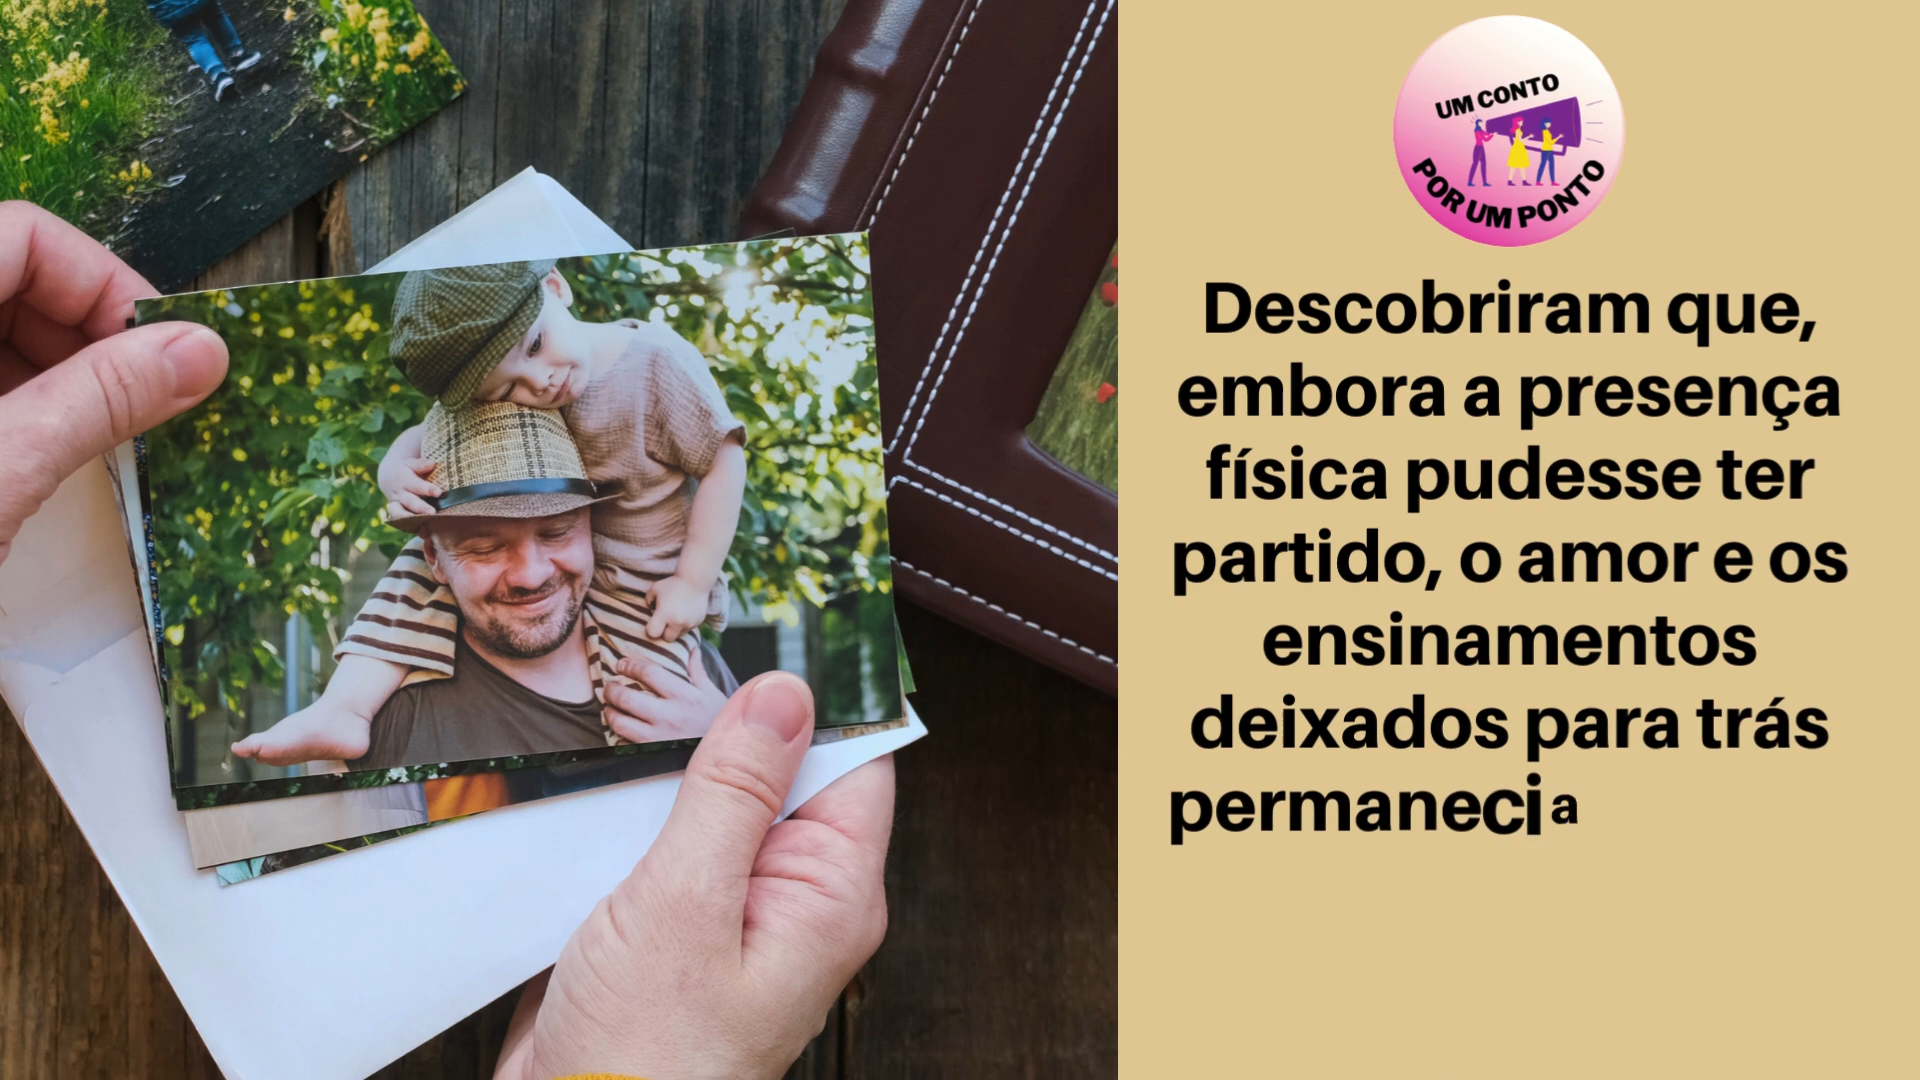 UM CONTO
POR UM PONTO
Descobriram que,
embora a presença
física pudesse ter
partido, o amor e os
ensinamentos
deixados para trás
permanecia